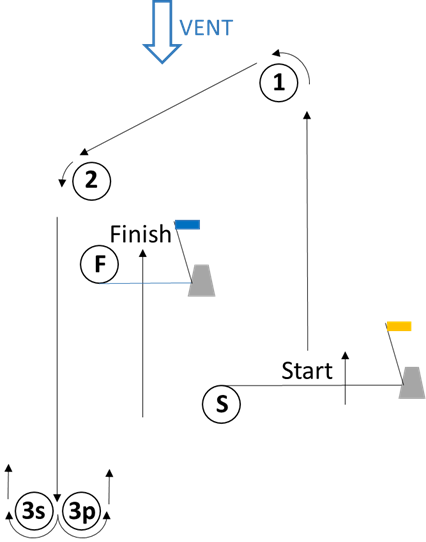 VENT
1
2
Finish
F
Start
S
3s 3p